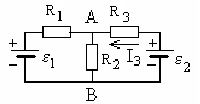 R₁ A R₃
+ +
R₂ I₃
− ε₁ − ε₂
B